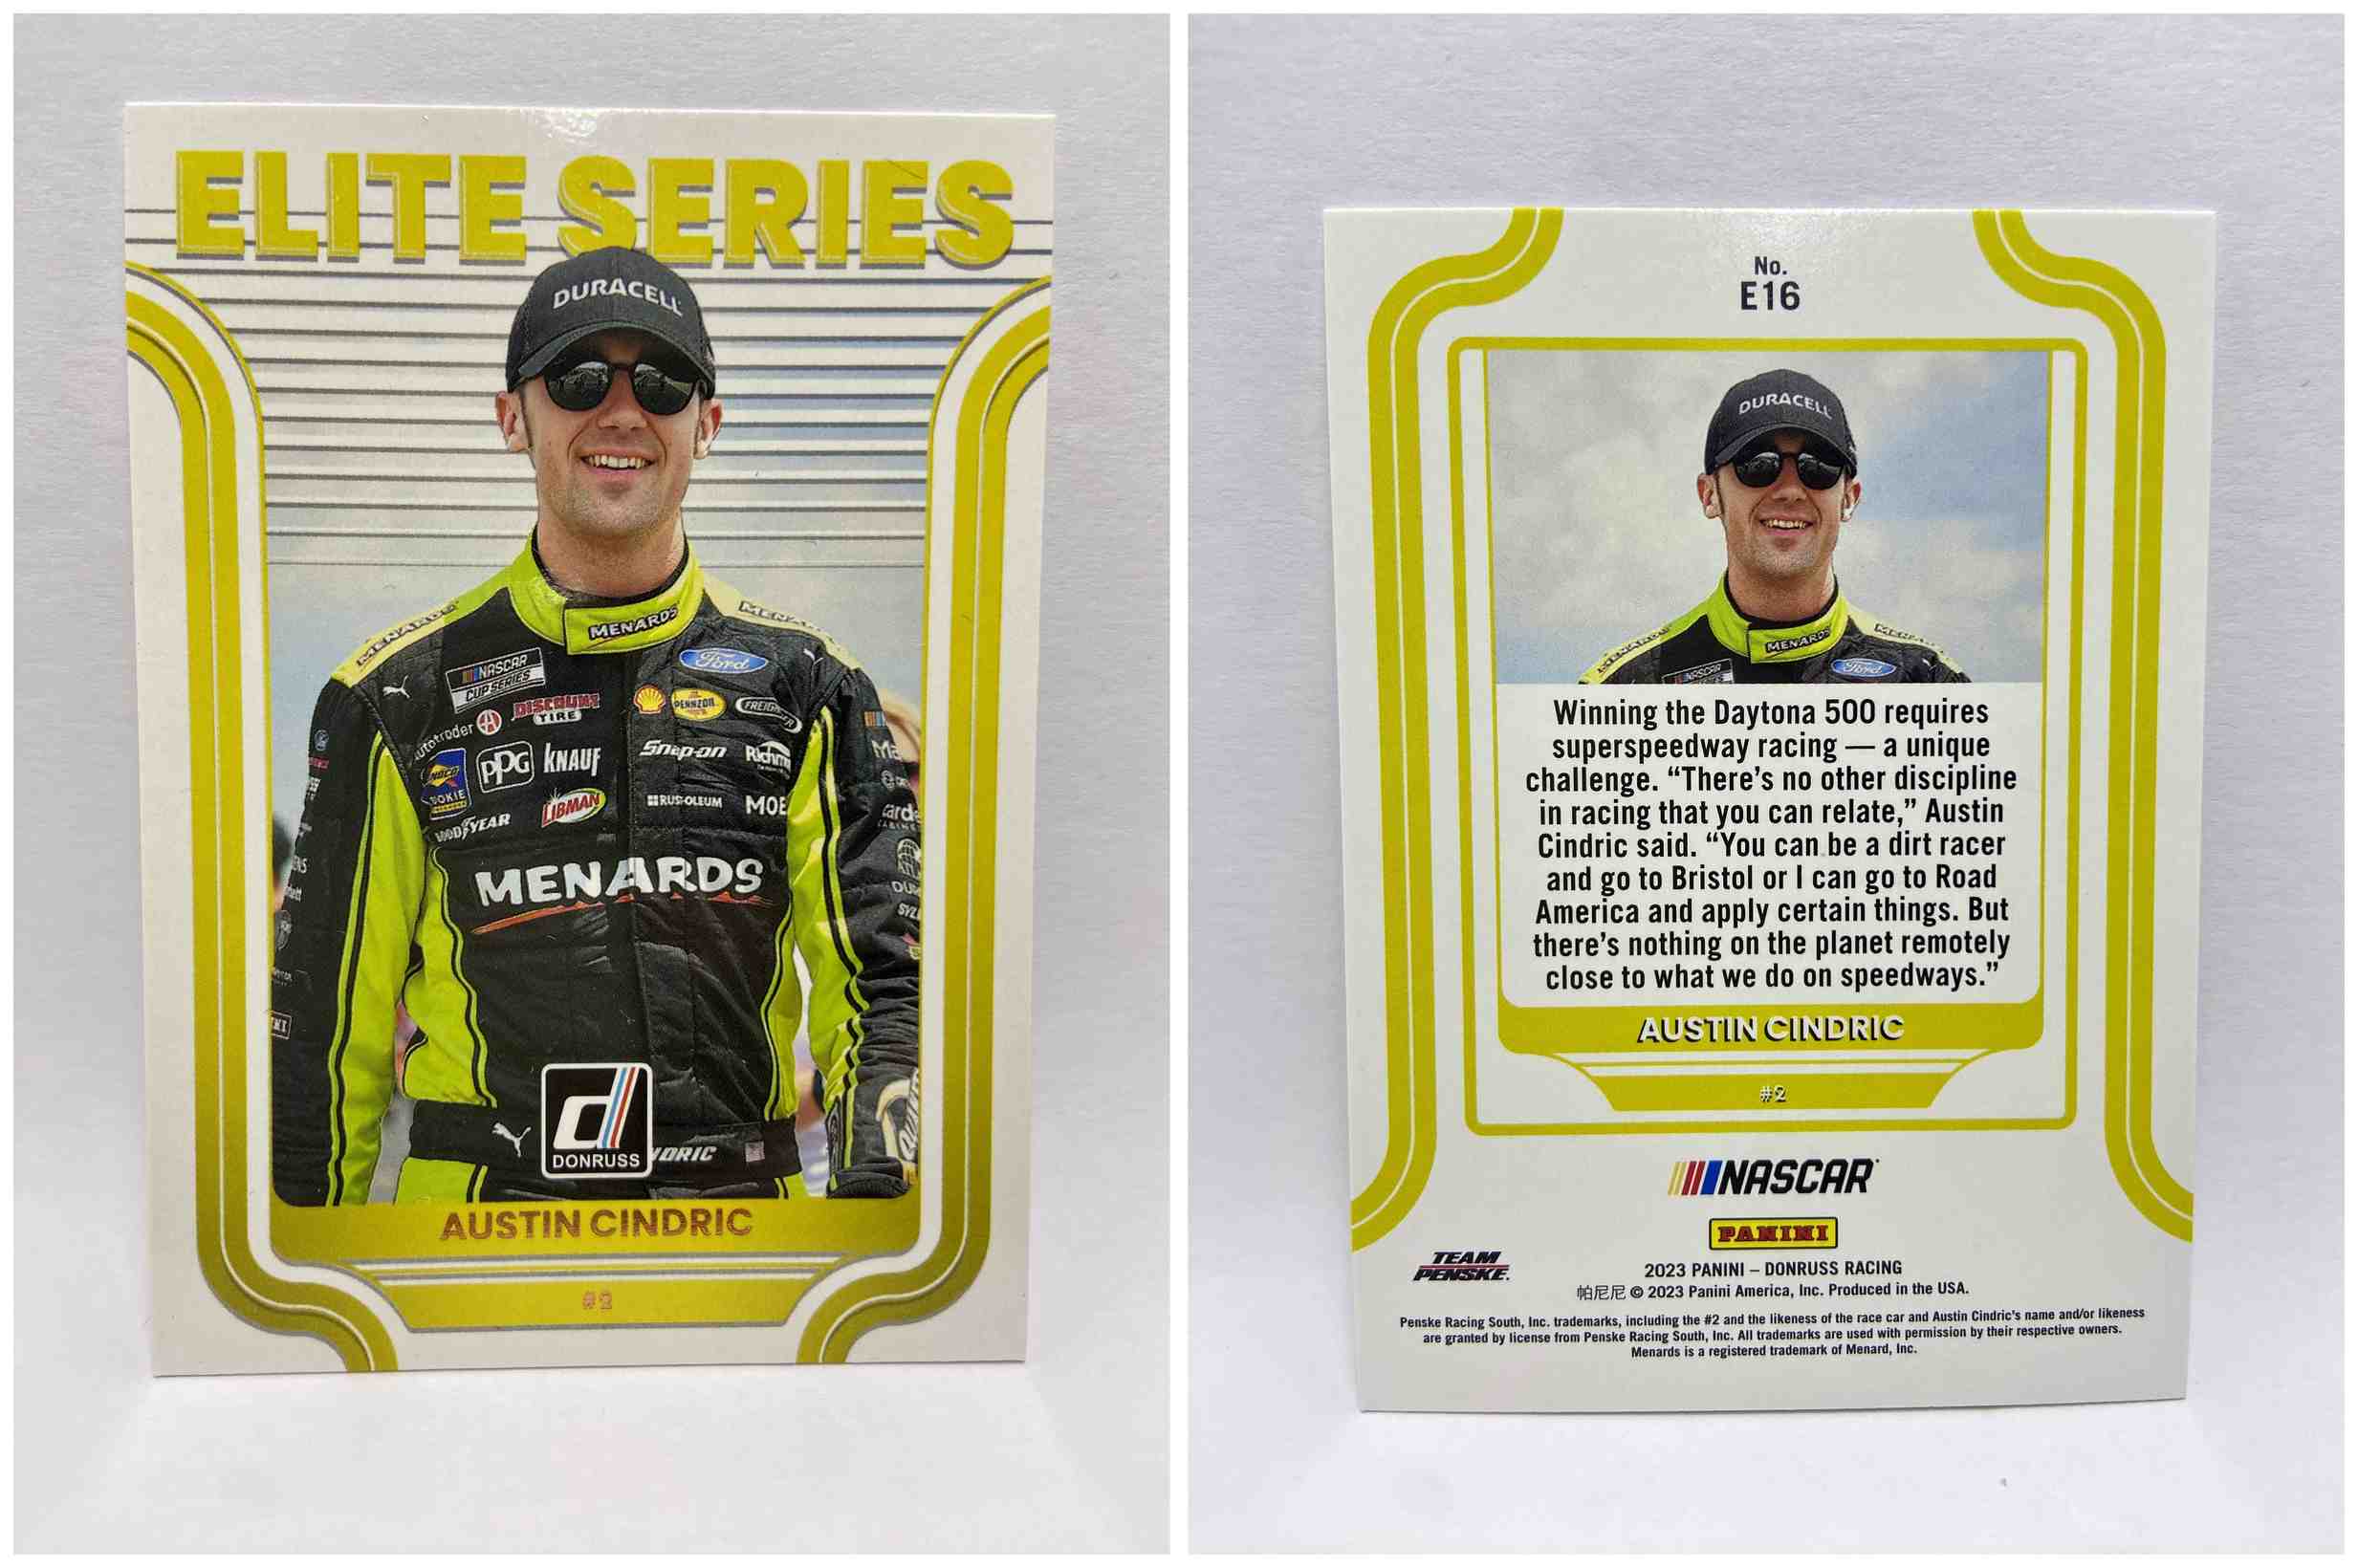 ELITE SERIES
DURACELL
MENARDS
MENARDS
MENARDS
NASCAR
CUP SERIES
Ford
autotrader
DISCOUNT
TIRE
PENNZOIL
PPG
KNAUF
Snap-on
LIBMAN
RUST-OLEUM
MOE
GOODYEAR
MENARDS
DONRUSS
AUSTIN CINDRIC
#2
No.
E16
DURACELL
MENARDS
MENARDS
NASCAR
Ford
Winning the Daytona 500 requires
superspeedway racing — a unique
challenge. “There’s no other discipline
in racing that you can relate,” Austin
Cindric said. “You can be a dirt racer
and go to Bristol or I can go to Road
America and apply certain things. But
there’s nothing on the planet remotely
close to what we do on speedways.”
AUSTIN CINDRIC
#2
NASCAR
PANINI
TEAM
PENSKE
2023 PANINI – DONRUSS RACING
帕尼尼 © 2023 Panini America, Inc. Produced in the USA.
Penske Racing South, Inc. trademarks, including the #2 and the likeness of the race car and Austin Cindric's name and/or likeness
are granted by license from Penske Racing South, Inc. All trademarks are used with permission by their respective owners.
Menards is a registered trademark of Menard, Inc.